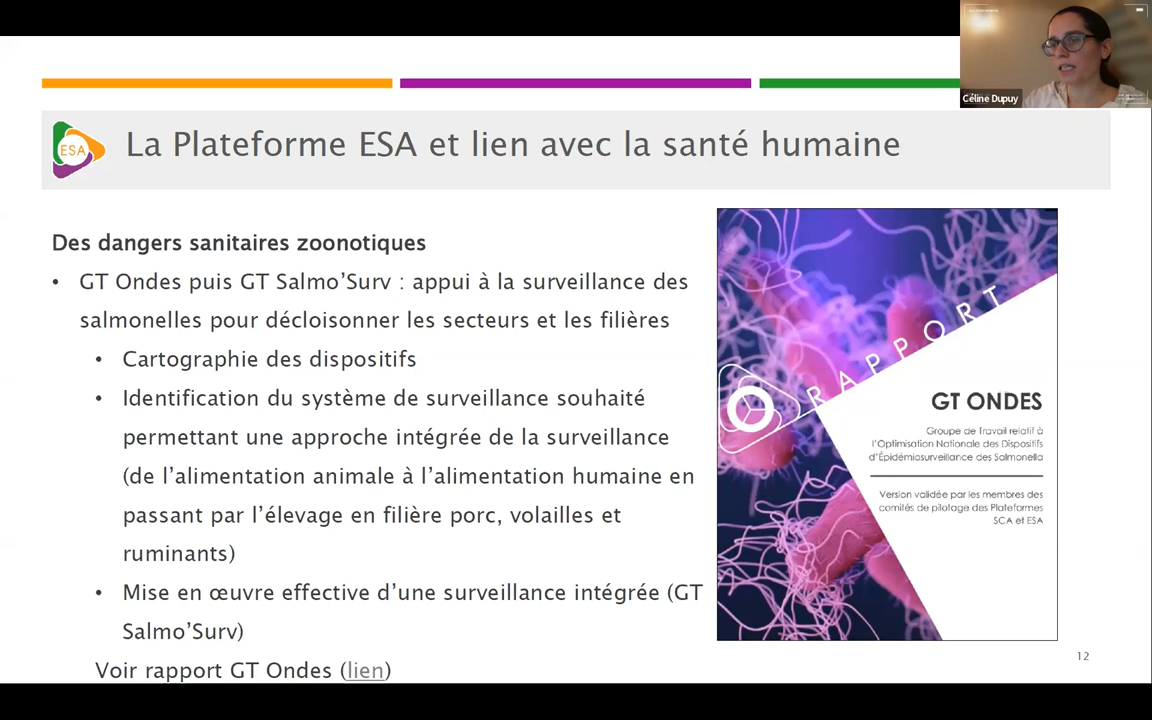 Céline Dupuy
ESA
La Plateforme ESA et lien avec la santé humaine
Des dangers sanitaires zoonotiques
• GT Ondes puis GT Salmo’Surv : appui à la surveillance des
salmonelles pour décloisonner les secteurs et les filières
• Cartographie des dispositifs
• Identification du système de surveillance souhaité
permettant une approche intégrée de la surveillance
(de l’alimentation animale à l’alimentation humaine en
passant par l’élevage en filière porc, volailles et
ruminants)
• Mise en œuvre effective d’une surveillance intégrée (GT
Salmo’Surv)
Voir rapport GT Ondes (lien)
RAPPORT
GT ONDES
Groupe de Travail relatif à
l’Optimisation Nationale des Dispositifs
d’Épidémiosurveillance des Salmonella
Version validée par les membres des
comités de pilotage des Plateformes
SCA et ESA
12